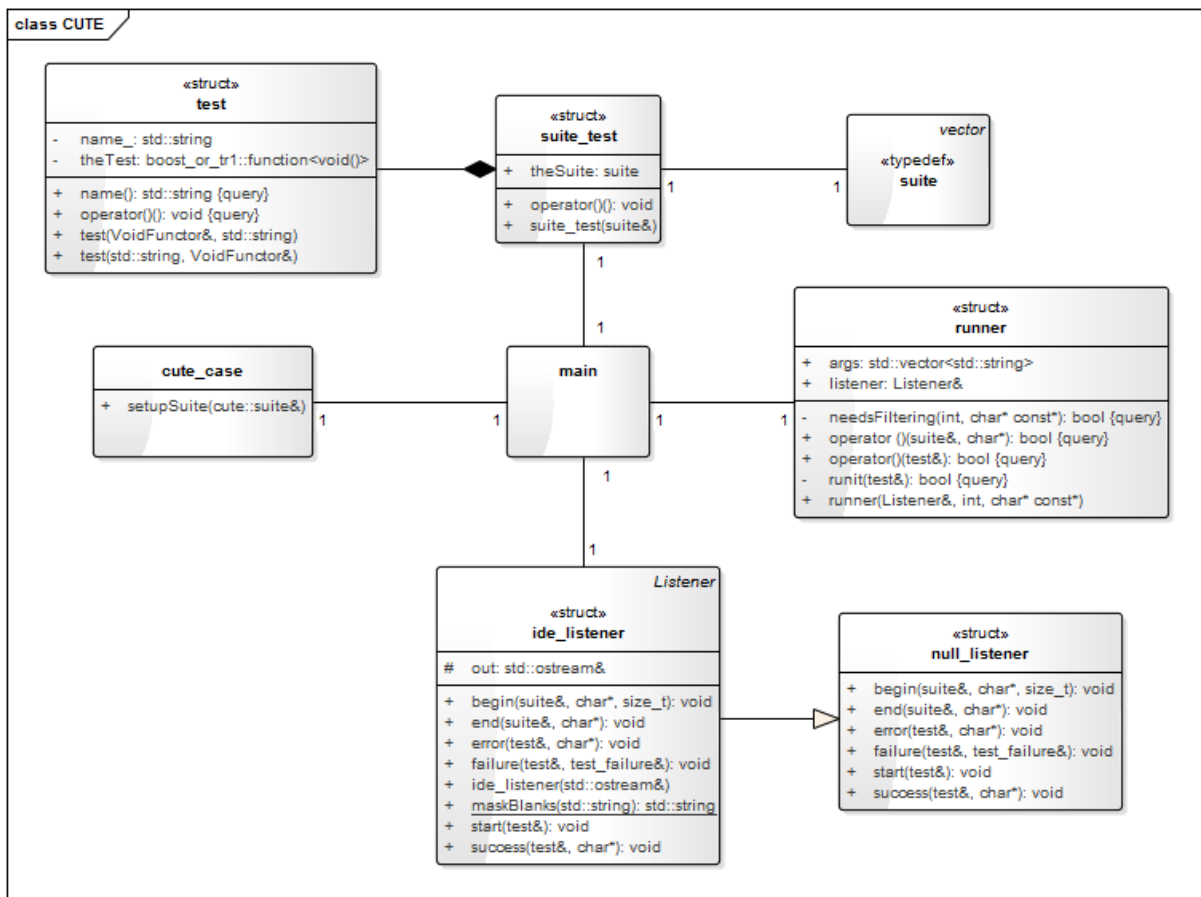 class CUTE
«struct»
test
- name_: std::string
- theTest: boost_or_tr1::function<void()>
+ name(): std::string {query}
+ operator()(): void {query}
+ test(VoidFunctor&, std::string)
+ test(std::string, VoidFunctor&)
«struct»
suite_test
+ theSuite: suite
+ operator()(): void
+ suite_test(suite&)
1
1
vector
«typedef»
suite
1
1
cute_case
+ setupSuite(cute::suite&)
1
1
main
1
1
«struct»
runner
+ args: std::vector<std::string>
+ listener: Listener&
- needsFiltering(int, char* const*): bool {query}
+ operator ()(suite&, char*): bool {query}
+ operator()(test&): bool {query}
- runit(test&): bool {query}
+ runner(Listener&, int, char* const*)
1
1
Listener
«struct»
ide_listener
# out: std::ostream&
+ begin(suite&, char*, size_t): void
+ end(suite&, char*): void
+ error(test&, char*): void
+ failure(test&, test_failure&): void
+ ide_listener(std::ostream&)
+ maskBlanks(std::string): std::string
+ start(test&): void
+ success(test&, char*): void
«struct»
null_listener
+ begin(suite&, char*, size_t): void
+ end(suite&, char*): void
+ error(test&, char*): void
+ failure(test&, test_failure&): void
+ start(test&): void
+ success(test&, char*): void